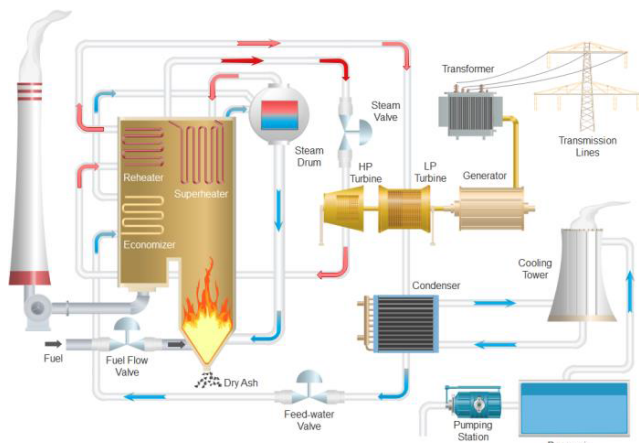 Transformer
Transmission
Lines
Steam
Valve
Steam
Drum
Reheater
Superheater
Economizer
HP
Turbine
LP
Turbine
Generator
Cooling
Tower
Condenser
Fuel
Fuel Flow
Valve
Dry Ash
Feed-water
Valve
Pumping
Station